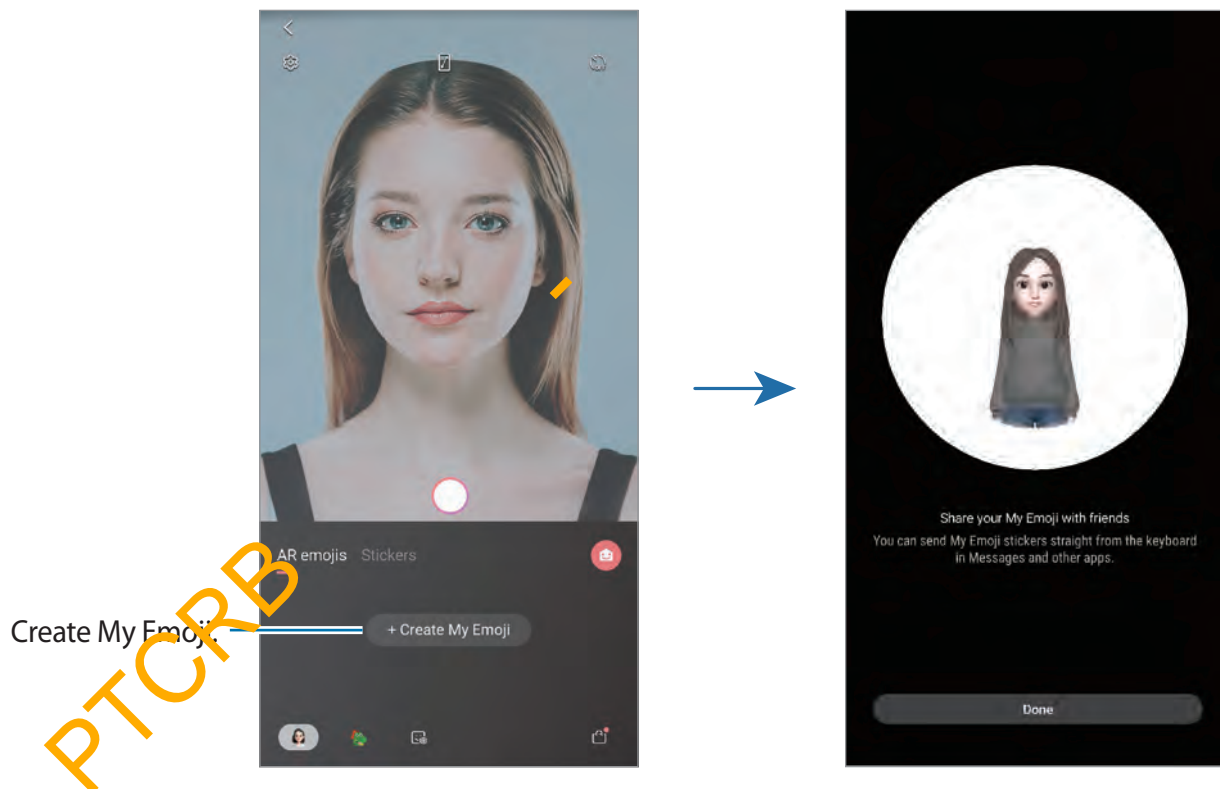 AR emojis Stickers
Create My Emoji.
+ Create My Emoji
Share your My Emoji with friends
You can send My Emoji stickers straight from the keyboard
in Messages and other apps.
Done
PTCRB